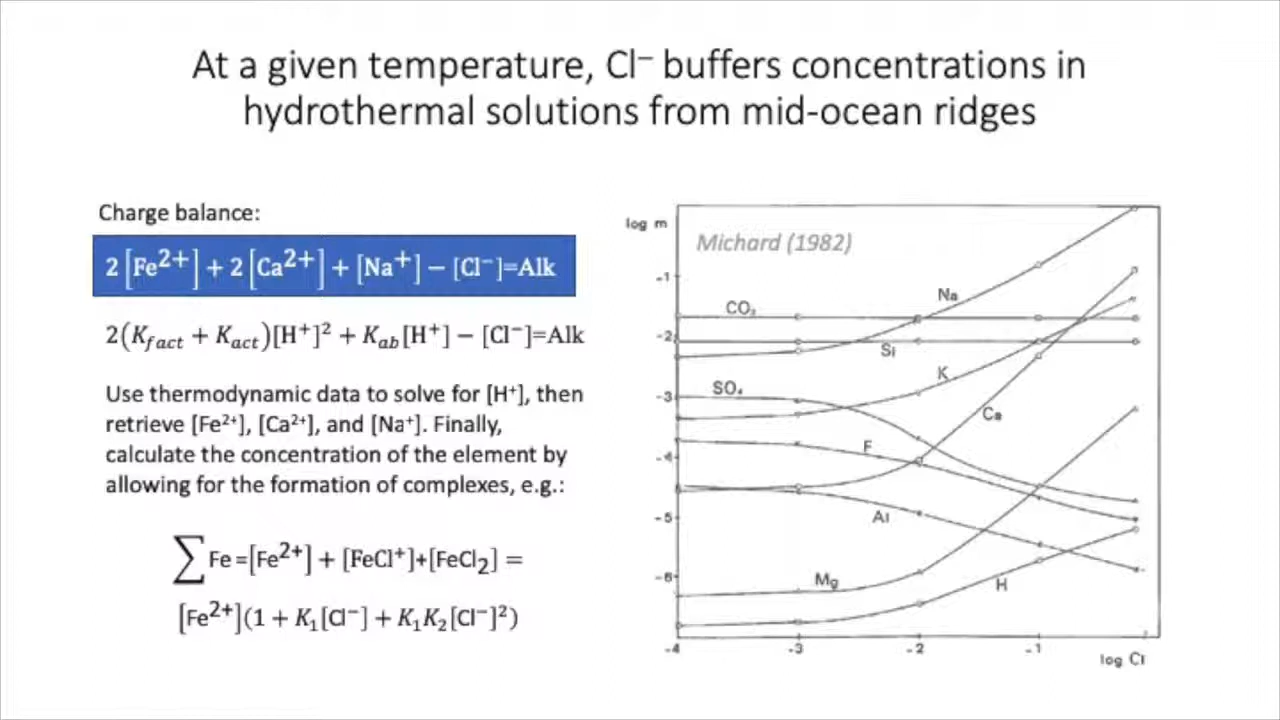 At a given temperature, Cl⁻ buffers concentrations in
hydrothermal solutions from mid-ocean ridges
Charge balance:
2[Fe²⁺] + 2[Ca²⁺] + [Na⁺] − [Cl⁻]=Alk
2(K_fact + K_act)[H⁺]² + K_ab[H⁺] − [Cl⁻]=Alk
Use thermodynamic data to solve for [H⁺], then
retrieve [Fe²⁺], [Ca²⁺], and [Na⁺]. Finally,
calculate the concentration of the element by
allowing for the formation of complexes, e.g.:
∑ Fe =[Fe²⁺] + [FeCl⁺]+[FeCl₂] =
[Fe²⁺](1 + K₁[Cl⁻] + K₁K₂[Cl⁻]²)
log m
Michard (1982)
-1
Na
CO₂
-2
Si
K
SO₄
-3
Ca
F
-4
Al
-5
Mg
H
-6
-4
-3
-2
-1
log Cl